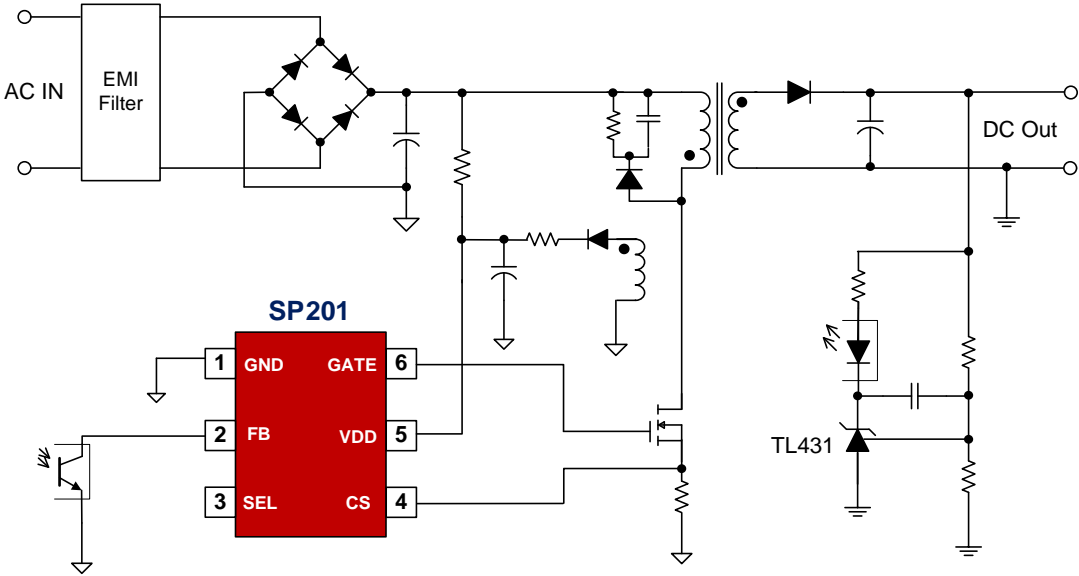 AC IN
EMI
Filter
DC Out
SP201
1 GND GATE 6
2 FB VDD 5
3 SEL CS 4
TL431